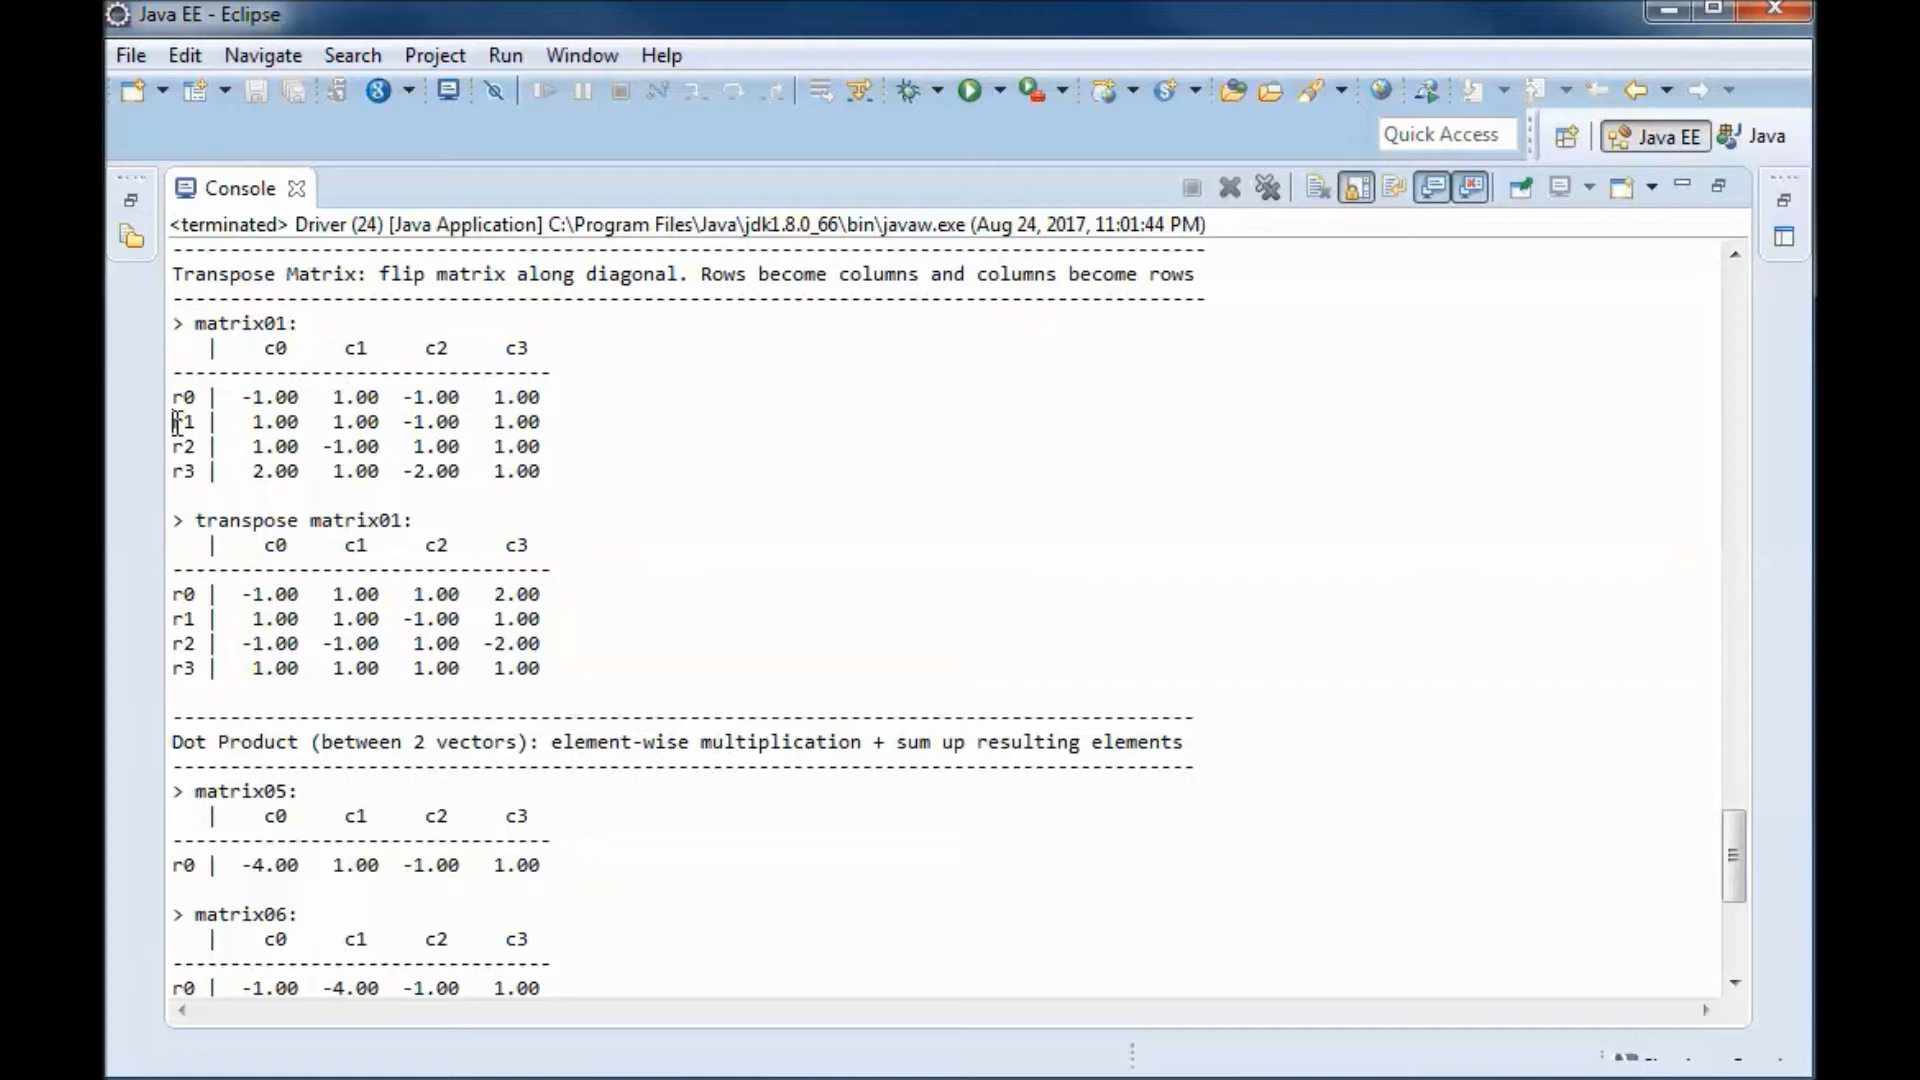 Java EE - Eclipse
File Edit Navigate Search Project Run Window Help
Quick Access
Java EE
Java
Console
<terminated> Driver (24) [Java Application] C:\Program Files\Java\jdk1.8.0_66\bin\javaw.exe (Aug 24, 2017, 11:01:44 PM)
------------------------------------------------------------------------------------------
Transpose Matrix: flip matrix along diagonal. Rows become columns and columns become rows
------------------------------------------------------------------------------------------
> matrix01:
| c0 c1 c2 c3
---------------------------------
r0 | -1.00 1.00 -1.00 1.00
r1 | 1.00 1.00 -1.00 1.00
r2 | 1.00 -1.00 1.00 1.00
r3 | 2.00 1.00 -2.00 1.00
> transpose matrix01:
| c0 c1 c2 c3
---------------------------------
r0 | -1.00 1.00 1.00 2.00
r1 | 1.00 1.00 -1.00 1.00
r2 | -1.00 -1.00 1.00 -2.00
r3 | 1.00 1.00 1.00 1.00
-----------------------------------------------------------------------------------------
Dot Product (between 2 vectors): element-wise multiplication + sum up resulting elements
-----------------------------------------------------------------------------------------
> matrix05:
| c0 c1 c2 c3
---------------------------------
r0 | -4.00 1.00 -1.00 1.00
> matrix06:
| c0 c1 c2 c3
---------------------------------
r0 | -1.00 -4.00 -1.00 1.00